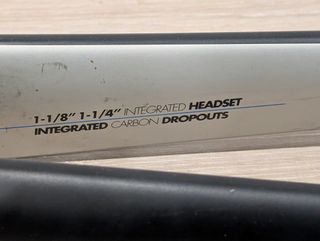 1-1/8" 1-1/4" INTEGRATED HEADSET
INTEGRATED CARBON DROPOUTS